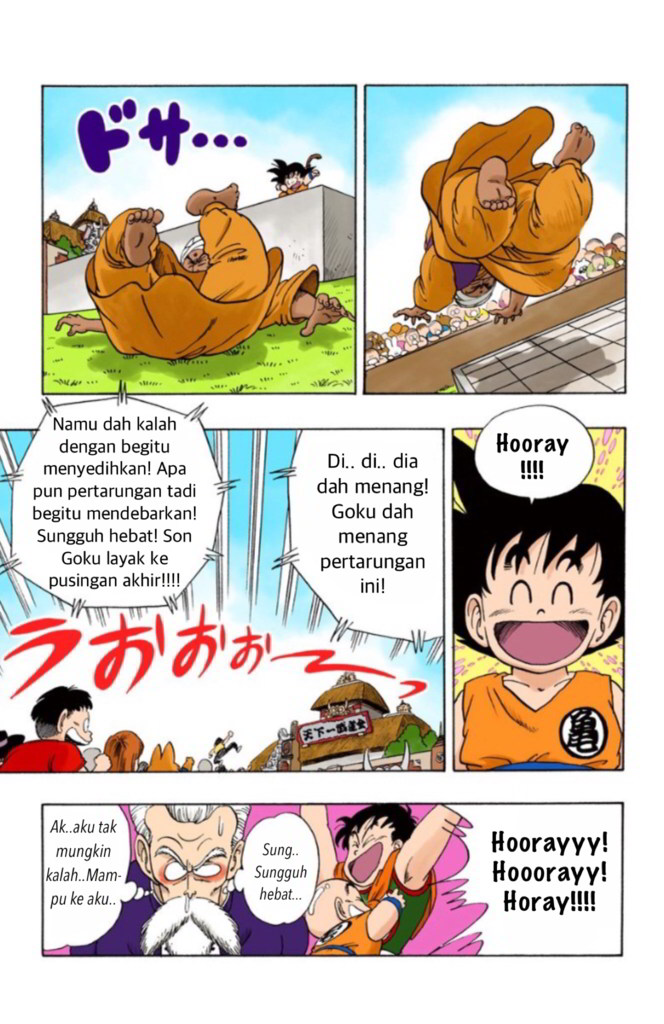 ドサ…
Hooray
!!!!
亀
Di.. di.. dia
dah menang!
Goku dah
menang
pertarungan
ini!
Namu dah kalah
dengan begitu
menyedihkan! Apa
pun pertarungan tadi
begitu mendebarkan!
Sungguh hebat! Son
Goku layak ke
pusingan akhir!!!!
うおおおーっ
天下一武道会
Hoorayyy!
Hooorayy!
Horay!!!!
Sung..
Sungguh
hebat...
Ak..aku tak
mungkin
kalah..Mam-
pu ke aku..